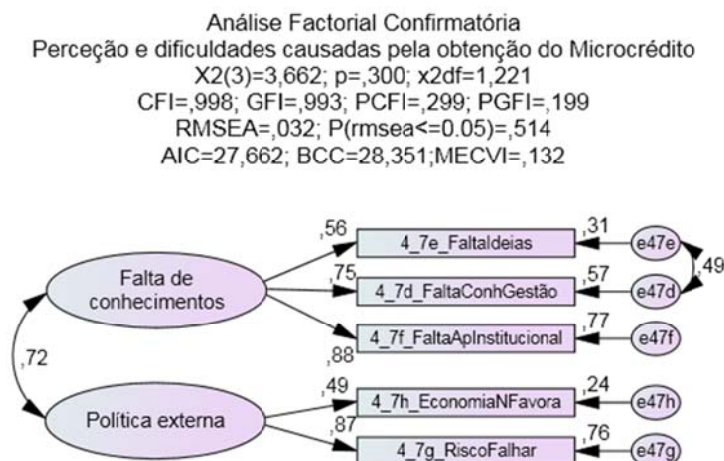 Análise Factorial Confirmatória
Perceção e dificuldades causadas pela obtenção do Microcrédito
X2(3)=3,662; p=,300; x2df=1,221
CFI=,998; GFI=,993; PCFI=,299; PGFI=,199
RMSEA=,032; P(rmsea<=0.05)=,514
AIC=27,662; BCC=28,351;MECVI=,132
,56
4_7e_FaltaIdeias
,31
e47e
Falta de
conhecimentos
,75
4_7d_FaltaConhGestão
,57
e47d
,49
,88
4_7f_FaltaApInstitucional
,77
e47f
,72
Política externa
,49
4_7h_EconomiaNFavora
,24
e47h
,87
4_7g_RiscoFalhar
,76
e47g